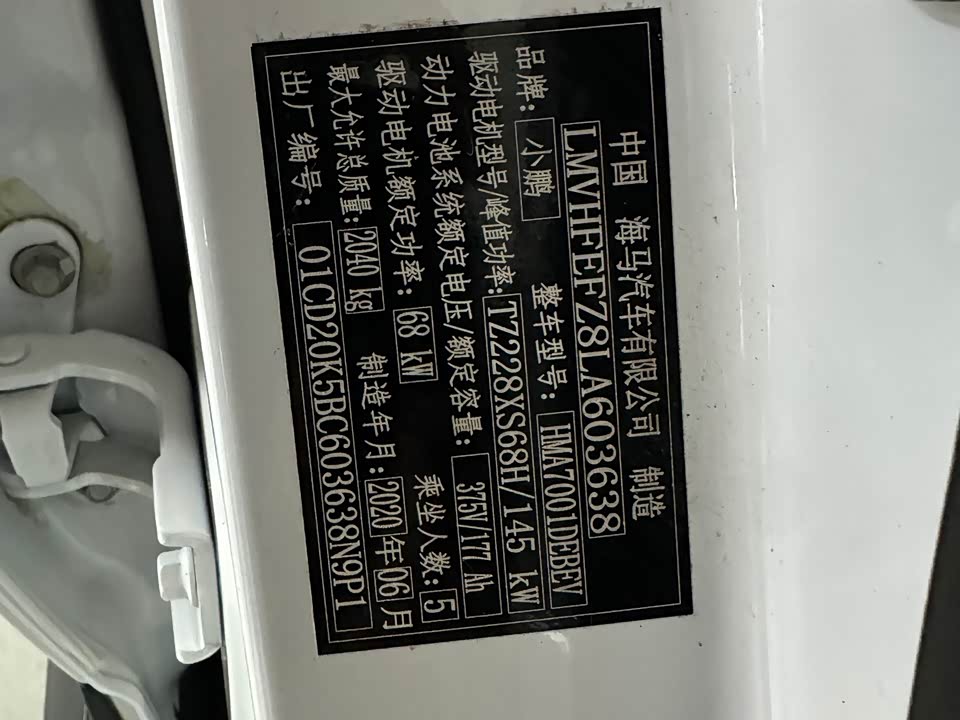 中国 海马汽车有限公司 制造
LMVHFEFZ8LA603638
品牌: 小鹏 整车型号: HMA7001DEBEV
驱动电机型号/峰值功率: TZ228XS68H/145 kW
动力电池系统额定电压/额定容量: 375V/177 Ah
驱动电机额定功率: 68 kW 乘坐人数: 5
最大允许总质量: 2040 kg 制造年月: 2020年06月
出厂编号: 01CD20K5BC603638N9P1